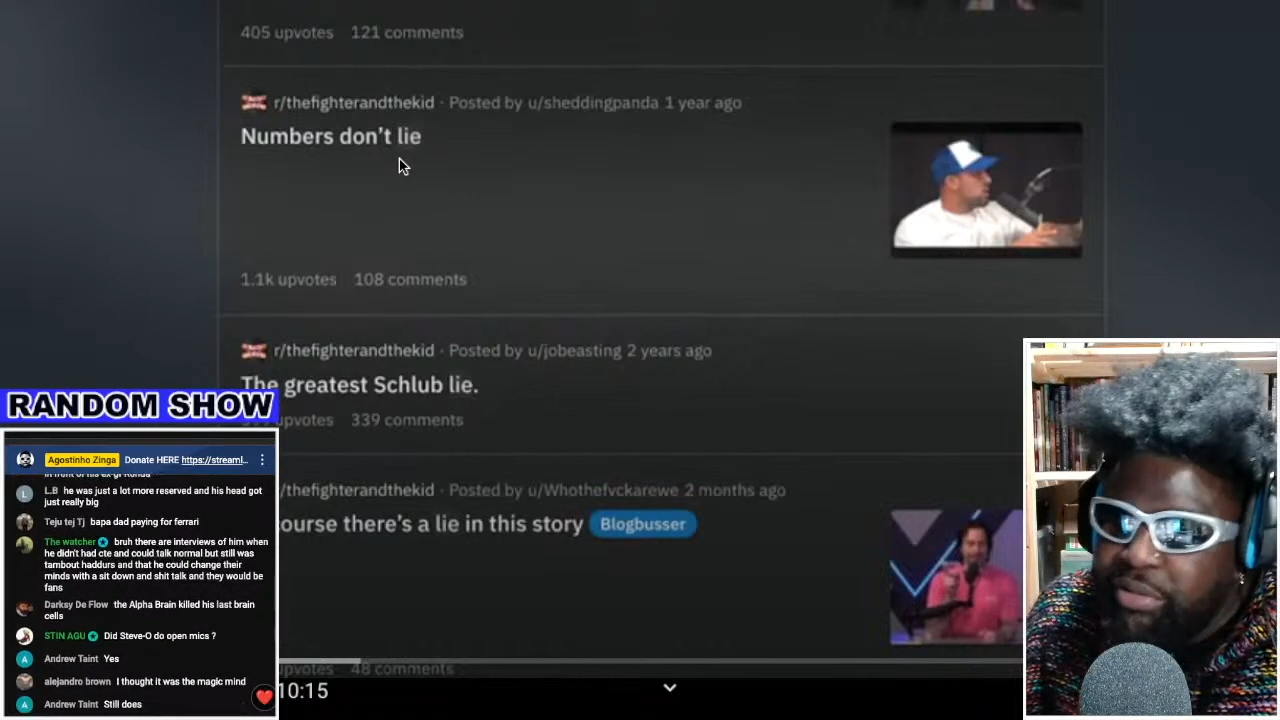 405 upvotes 121 comments
r/thefighterandthekid · Posted by u/sheddingpanda 1 year ago
Numbers don't lie
1.1k upvotes 108 comments
r/thefighterandthekid · Posted by u/jobeasting 2 years ago
The greatest Schlub lie.
upvotes 339 comments
/thefighterandthekid · Posted by u/Whothefvckarewe 2 months ago
course there's a lie in this story Blogbusser
upvotes 48 comments
10:15
RANDOM SHOW
Agostinho Zinga Donate HERE https://streaml...
L.B he was just a lot more reserved and his head got
just really big
Teju tej Tj bapa dad paying for ferrari
The watcher bruh there are interviews of him when
he didn't had cte and could talk normal but still was
tambout haddurs and that he could change their
minds with a sit down and shit talk and they would be
fans
Darksy De Flow the Alpha Brain killed his last brain
cells
STIN AGU Did Steve-O do open mics ?
Andrew Taint Yes
alejandro brown I thought it was the magic mind
Andrew Taint Still does